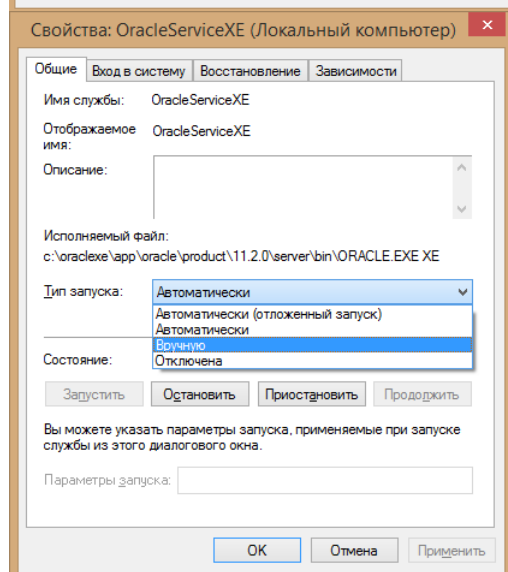 Свойства: OracleServiceXE (Локальный компьютер)
Общие Вход в систему Восстановление Зависимости
Имя службы: OracleServiceXE
Отображаемое имя: OracleServiceXE
Описание:
Исполняемый файл:
c:\oraclexe\app\oracle\product\11.2.0\server\bin\ORACLE.EXE XE
Тип запуска: Автоматически
Автоматически (отложенный запуск)
Автоматически
Вручную
Отключена
Состояние:
Запустить Остановить Приостановить Продолжить
Вы можете указать параметры запуска, применяемые при запуске
службы из этого диалогового окна.
Параметры запуска:
OK Отмена Применить